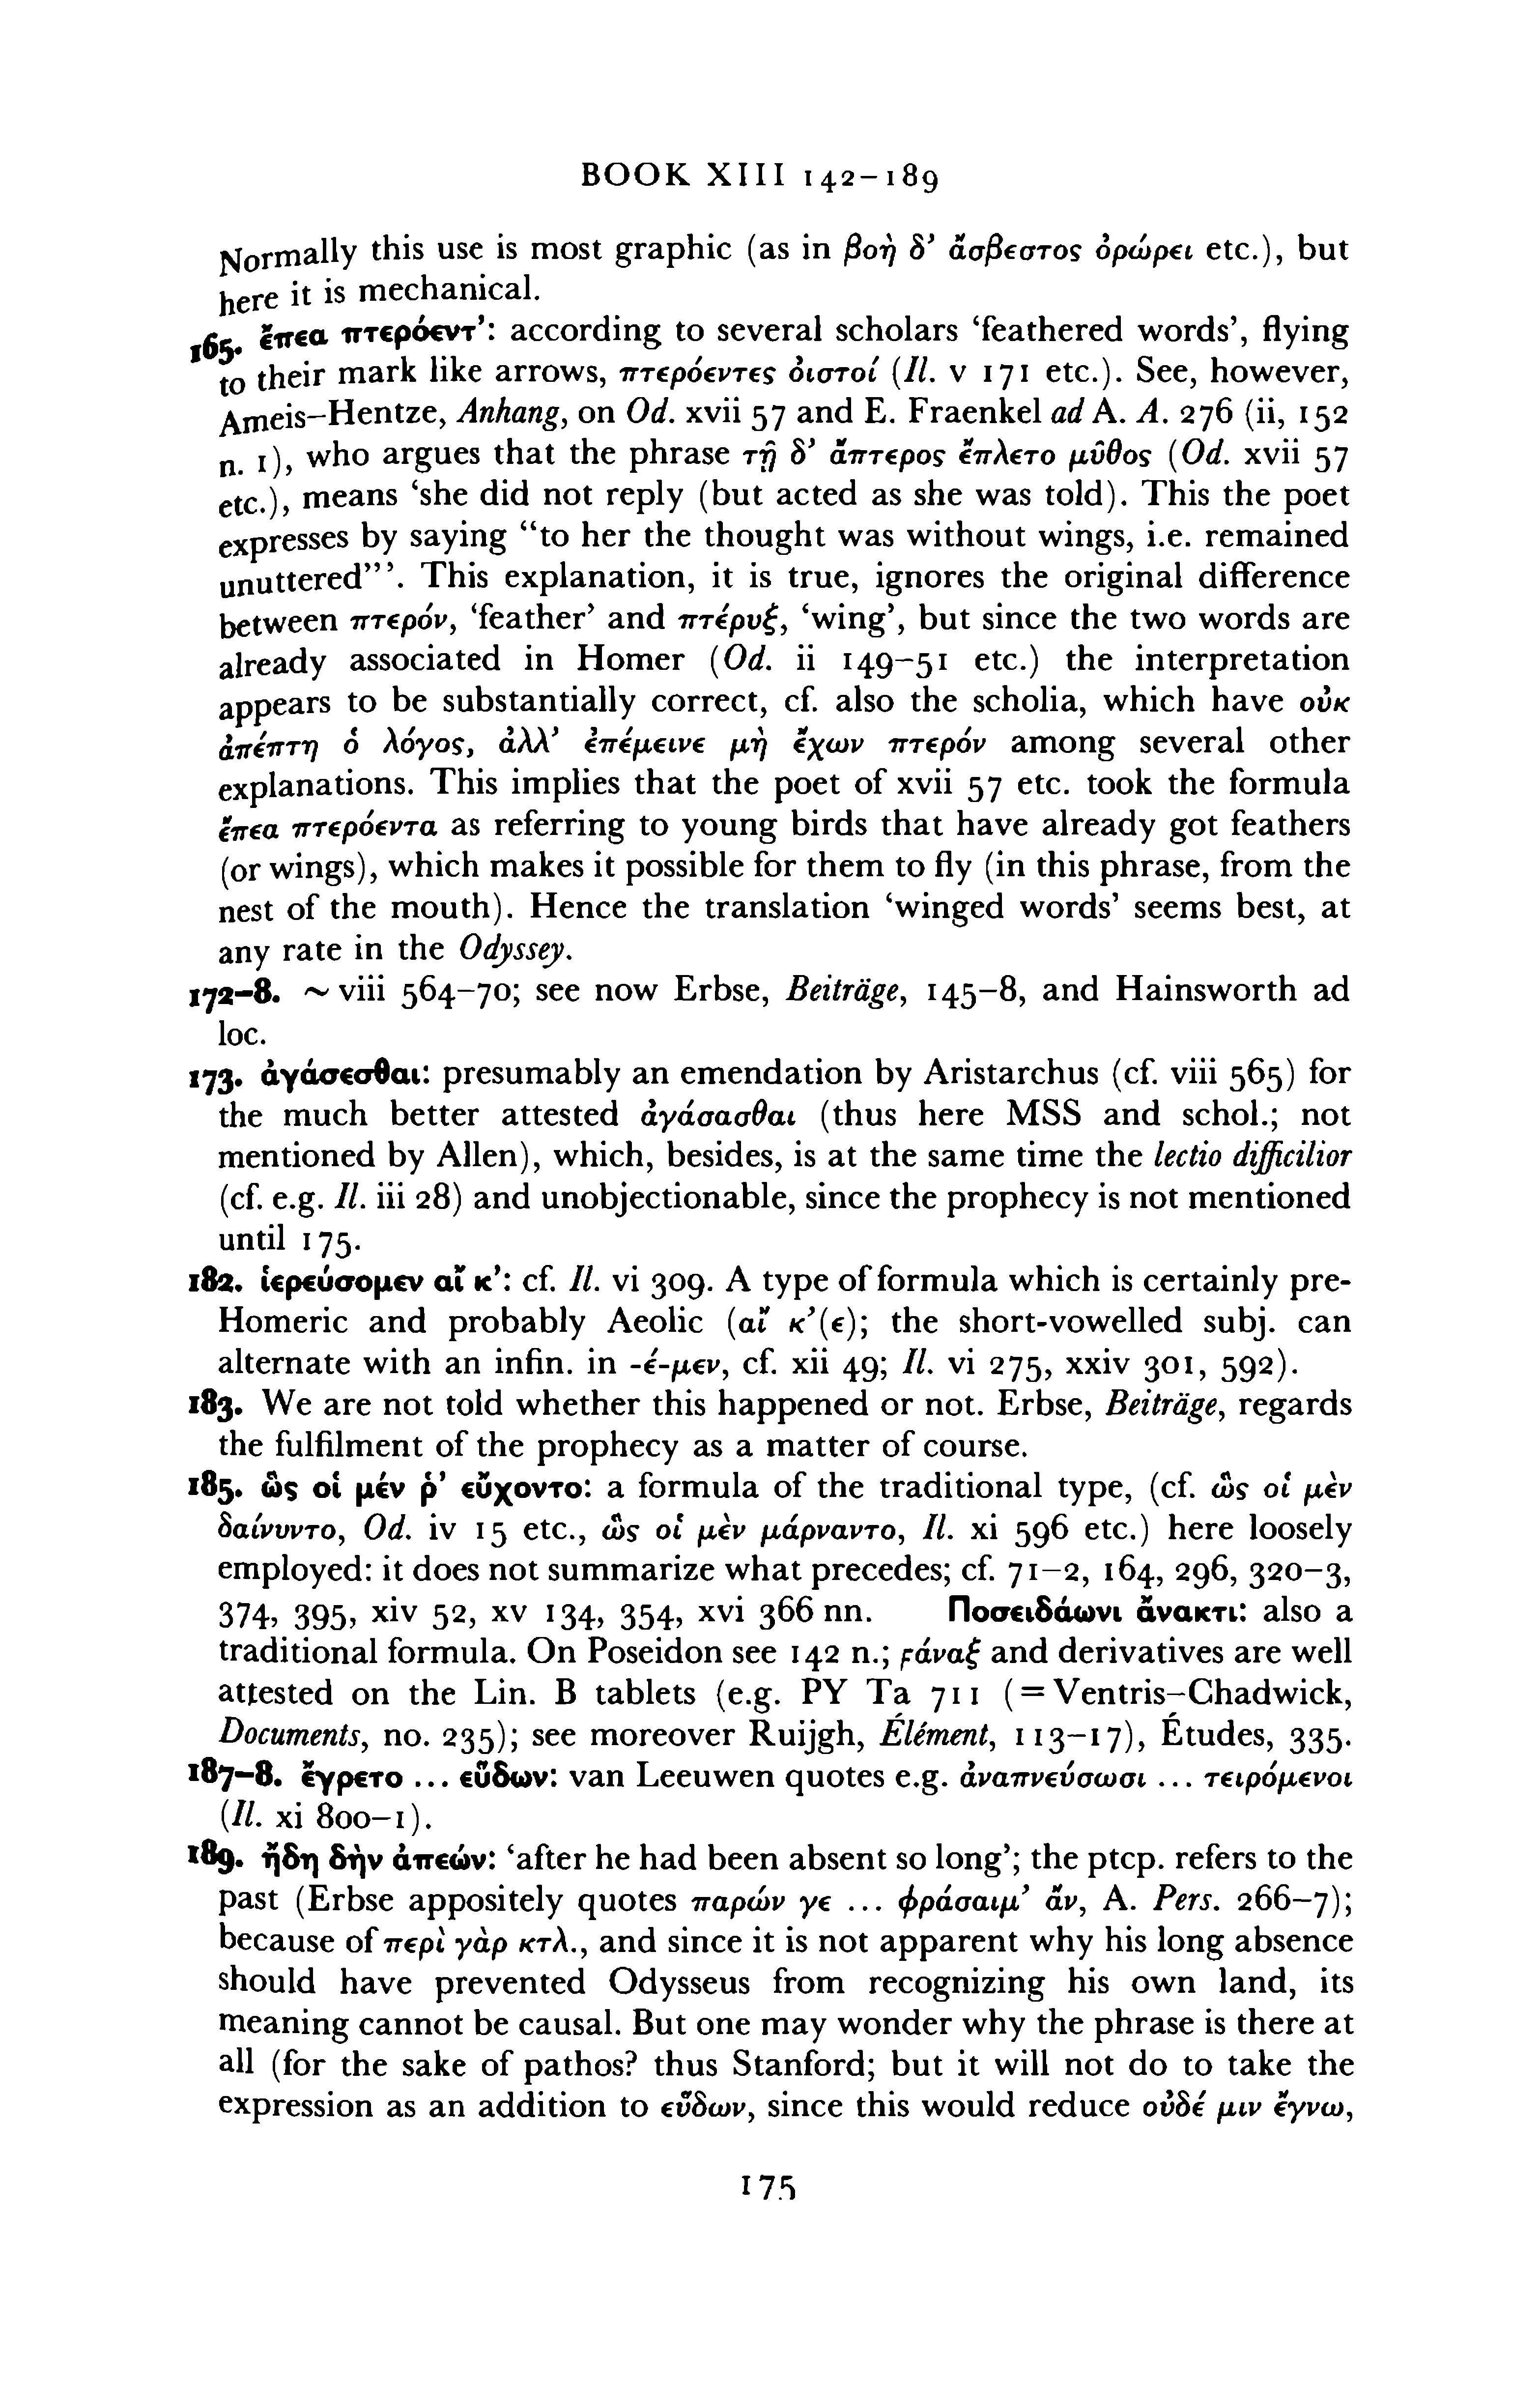 BOOK XIII 142–189
Normally this use is most graphic (as in βοὴ δ’ ἄσβεστος ὀρώρει etc.), but
here it is mechanical.
165. ἔπεα πτερόεντ’: according to several scholars ‘feathered words’, flying
to their mark like arrows, πτερόεντες ὀιστοί (Il. v 171 etc.). See, however,
Ameis–Hentze, Anhang, on Od. xvii 57 and E. Fraenkel ad A. A. 276 (ii, 152
n. 1), who argues that the phrase τῇ δ’ ἄπτερος ἔπλετο μῦθος (Od. xvii 57
etc.), means ‘she did not reply (but acted as she was told). This the poet
expresses by saying “to her the thought was without wings, i.e. remained
unuttered”’. This explanation, it is true, ignores the original difference
between πτερόν, ‘feather’ and πτέρυξ, ‘wing’, but since the two words are
already associated in Homer (Od. ii 149–51 etc.) the interpretation
appears to be substantially correct, cf. also the scholia, which have οὐκ
ἀπέπτη ὁ λόγος, ἀλλ’ ἐπέμεινε μὴ ἔχων πτερόν among several other
explanations. This implies that the poet of xvii 57 etc. took the formula
ἔπεα πτερόεντα as referring to young birds that have already got feathers
(or wings), which makes it possible for them to fly (in this phrase, from the
nest of the mouth). Hence the translation ‘winged words’ seems best, at
any rate in the Odyssey.
172–8. ~ viii 564–70; see now Erbse, Beiträge, 145–8, and Hainsworth ad
loc.
173. ἀγάσεσθαι: presumably an emendation by Aristarchus (cf. viii 565) for
the much better attested ἀγάσασθαι (thus here MSS and schol.; not
mentioned by Allen), which, besides, is at the same time the lectio difficilior
(cf. e.g. Il. iii 28) and unobjectionable, since the prophecy is not mentioned
until 175.
182. ἱερεύσομεν αἴ κ’: cf. Il. vi 309. A type of formula which is certainly pre-
Homeric and probably Aeolic (αἴ κ’(ε); the short-vowelled subj. can
alternate with an infin. in -έ-μεν, cf. xii 49; Il. vi 275, xxiv 301, 592).
183. We are not told whether this happened or not. Erbse, Beiträge, regards
the fulfilment of the prophecy as a matter of course.
185. ὣς οἱ μέν ῥ’ εὔχοντο: a formula of the traditional type, (cf. ὣς οἱ μὲν
δαίνυντο, Od. iv 15 etc., ὣς οἱ μὲν μάρναντο, Il. xi 596 etc.) here loosely
employed: it does not summarize what precedes; cf. 71–2, 164, 296, 320–3,
374, 395, xiv 52, xv 134, 354, xvi 366 nn. Ποσειδάωνι ἄνακτι: also a
traditional formula. On Poseidon see 142 n.; ϝάναξ and derivatives are well
attested on the Lin. B tablets (e.g. PY Ta 711 (= Ventris–Chadwick,
Documents, no. 235); see moreover Ruijgh, Élément, 113–17), Études, 335.
187–8. ἔγρετο ... εὕδων: van Leeuwen quotes e.g. ἀναπνεύσωσι ... τειρόμενοι
(Il. xi 800–1).
189. ἤδη δὴν ἀπεών: ‘after he had been absent so long’; the ptcp. refers to the
past (Erbse appositely quotes παρών γε ... φράσαιμ’ ἄν, A. Pers. 266–7);
because of περὶ γὰρ κτλ., and since it is not apparent why his long absence
should have prevented Odysseus from recognizing his own land, its
meaning cannot be causal. But one may wonder why the phrase is there at
all (for the sake of pathos? thus Stanford; but it will not do to take the
expression as an addition to εὕδων, since this would reduce οὐδέ μιν ἔγνω,
175